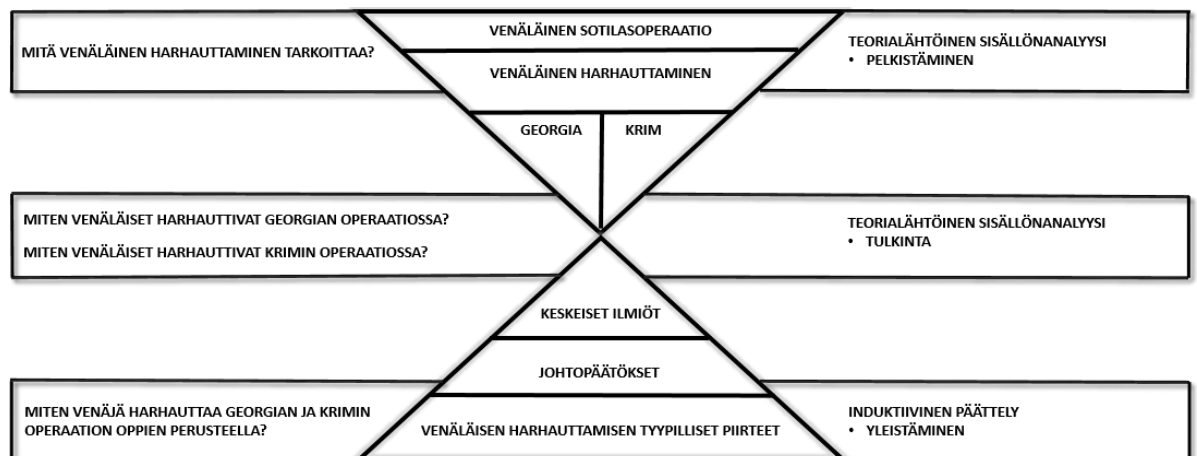 VENÄLÄINEN SOTILASOPERAATIO
MITÄ VENÄLÄINEN HARHAUTTAMINEN TARKOITTAA?
VENÄLÄINEN HARHAUTTAMINEN
TEORIALÄHTÖINEN SISÄLLÖNANALYYSI
• PELKISTÄMINEN
GEORGIA
KRIM
MITEN VENÄLÄISET HARHAUTTIVAT GEORGIAN OPERAATIOSSA?
MITEN VENÄLÄISET HARHAUTTIVAT KRIMIN OPERAATIOSSA?
TEORIALÄHTÖINEN SISÄLLÖNANALYYSI
• TULKINTA
KESKEISET ILMIÖT
JOHTOPÄÄTÖKSET
MITEN VENÄJÄ HARHAUTTAA GEORGIAN JA KRIMIN
OPERAATION OPPIEN PERUSTEELLA?
VENÄLÄISEN HARHAUTTAMISEN TYYPILLISET PIIRTEET
INDUKTIIVINEN PÄÄTTELY
• YLEISTÄMINEN